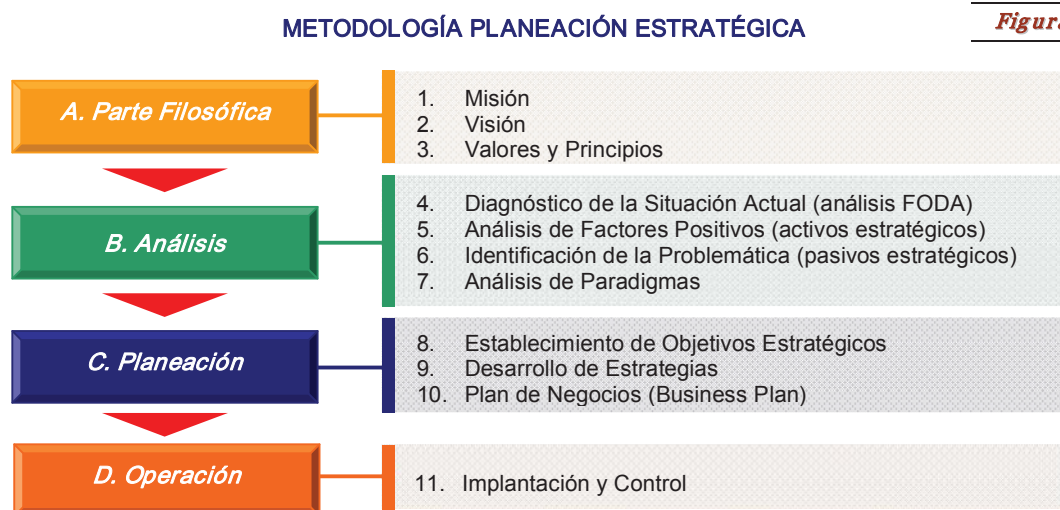 METODOLOGÍA PLANEACIÓN ESTRATÉGICA
A. Parte Filosófica
1. Misión
2. Visión
3. Valores y Principios
B. Análisis
4. Diagnóstico de la Situación Actual (análisis FODA)
5. Análisis de Factores Positivos (activos estratégicos)
6. Identificación de la Problemática (pasivos estratégicos)
7. Análisis de Paradigmas
C. Planeación
8. Establecimiento de Objetivos Estratégicos
9. Desarrollo de Estrategias
10. Plan de Negocios (Business Plan)
D. Operación
11. Implantación y Control